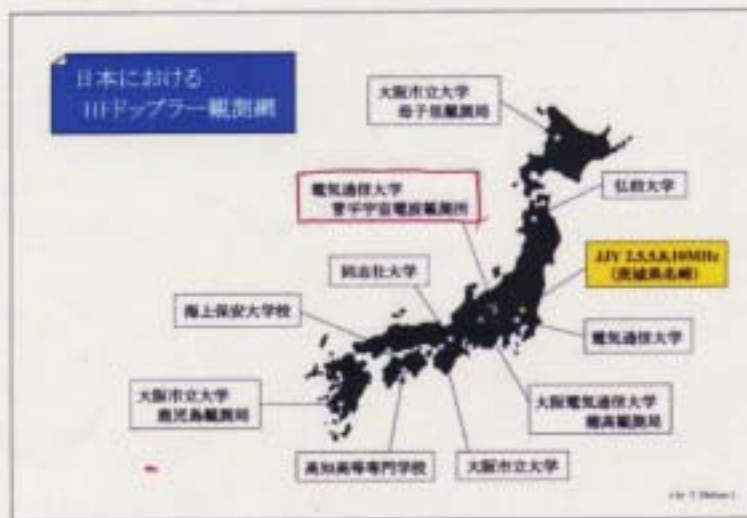 日本における
HFドップラー観測網
大阪市立大学
母子里観測局
弘前大学
電気通信大学
菅平宇宙電波観測所
JJY 2.5,5,8,10MHz
(茨城県名崎)
同志社大学
海上保安大学校
電気通信大学
大阪市立大学
鹿児島観測局
大阪電気通信大学
穂高観測局
高知高等専門学校
大阪市立大学